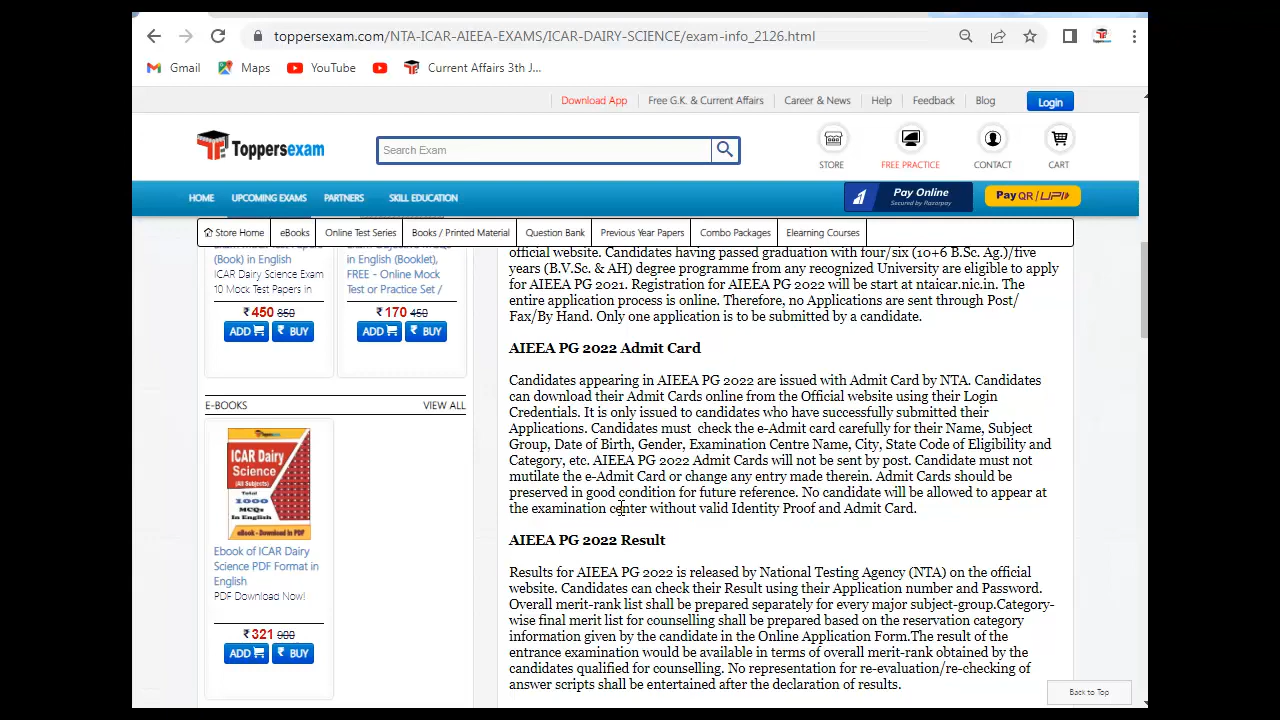 toppersexam.com/NTA-ICAR-AIEEA-EXAMS/ICAR-DAIRY-SCIENCE/exam-info_2126.html
Gmail Maps YouTube Current Affairs 3th J...
Download App Free G.K. & Current Affairs Career & News Help Feedback Blog Login
Toppersexam
Search Exam
STORE FREE PRACTICE CONTACT CART
HOME UPCOMING EXAMS PARTNERS SKILL EDUCATION
Pay Online
Secured by Razorpay
Pay QR/UPI
Store Home eBooks Online Test Series Books / Printed Material Question Bank Previous Year Papers Combo Packages Elearning Courses
(Book) in English
ICAR Dairy Science Exam
10 Mock Test Papers in
₹ 450 850
ADD ₹ BUY
in English (Booklet),
FREE - Online Mock
Test or Practice Set /
₹ 170 450
ADD ₹ BUY
E-BOOKS VIEW ALL
Toppersexam
ICAR Dairy
Science
(All Subjects)
Total
1000
MCQs
In English
eBook - Download in PDF
Ebook of ICAR Dairy
Science PDF Format in
English
PDF Download Now!
₹ 321 900
ADD ₹ BUY
official website. Candidates having passed graduation with four/six (10+6 B.Sc. Ag.)/five
years (B.V.Sc. & AH) degree programme from any recognized University are eligible to apply
for AIEEA PG 2021. Registration for AIEEA PG 2022 will be start at ntaicar.nic.in. The
entire application process is online. Therefore, no Applications are sent through Post/
Fax/By Hand. Only one application is to be submitted by a candidate.
AIEEA PG 2022 Admit Card
Candidates appearing in AIEEA PG 2022 are issued with Admit Card by NTA. Candidates
can download their Admit Cards online from the Official website using their Login
Credentials. It is only issued to candidates who have successfully submitted their
Applications. Candidates must check the e-Admit card carefully for their Name, Subject
Group, Date of Birth, Gender, Examination Centre Name, City, State Code of Eligibility and
Category, etc. AIEEA PG 2022 Admit Cards will not be sent by post. Candidate must not
mutilate the e-Admit Card or change any entry made therein. Admit Cards should be
preserved in good condition for future reference. No candidate will be allowed to appear at
the examination center without valid Identity Proof and Admit Card.
AIEEA PG 2022 Result
Results for AIEEA PG 2022 is released by National Testing Agency (NTA) on the official
website. Candidates can check their Result using their Application number and Password.
Overall merit-rank list shall be prepared separately for every major subject-group.Category-
wise final merit list for counselling shall be prepared based on the reservation category
information given by the candidate in the Online Application Form.The result of the
entrance examination would be available in terms of overall merit-rank obtained by the
candidates qualified for counselling. No representation for re-evaluation/re-checking of
answer scripts shall be entertained after the declaration of results.
Back to Top